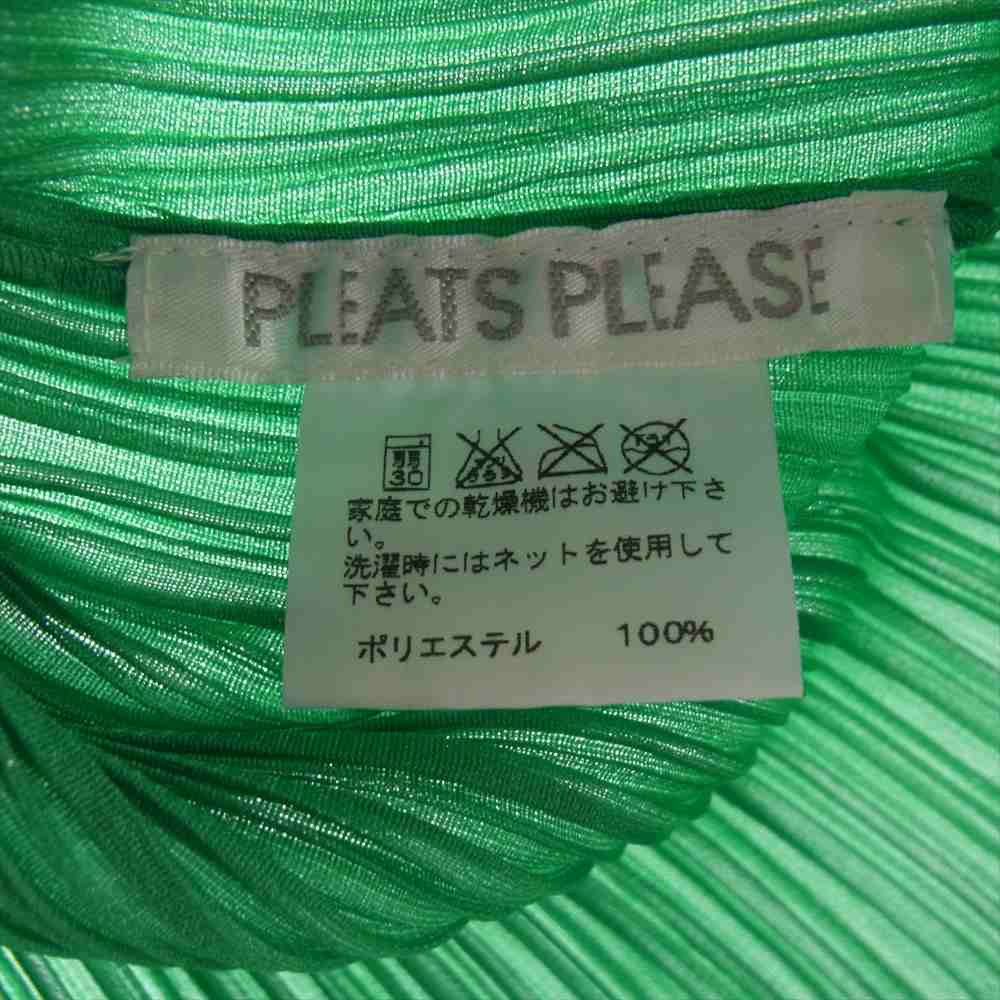 PLEATS PLEASE
弱
30
家庭での乾燥機はお避け下さ
い。
洗濯時にはネットを使用して
下さい。
ポリエステル 100%